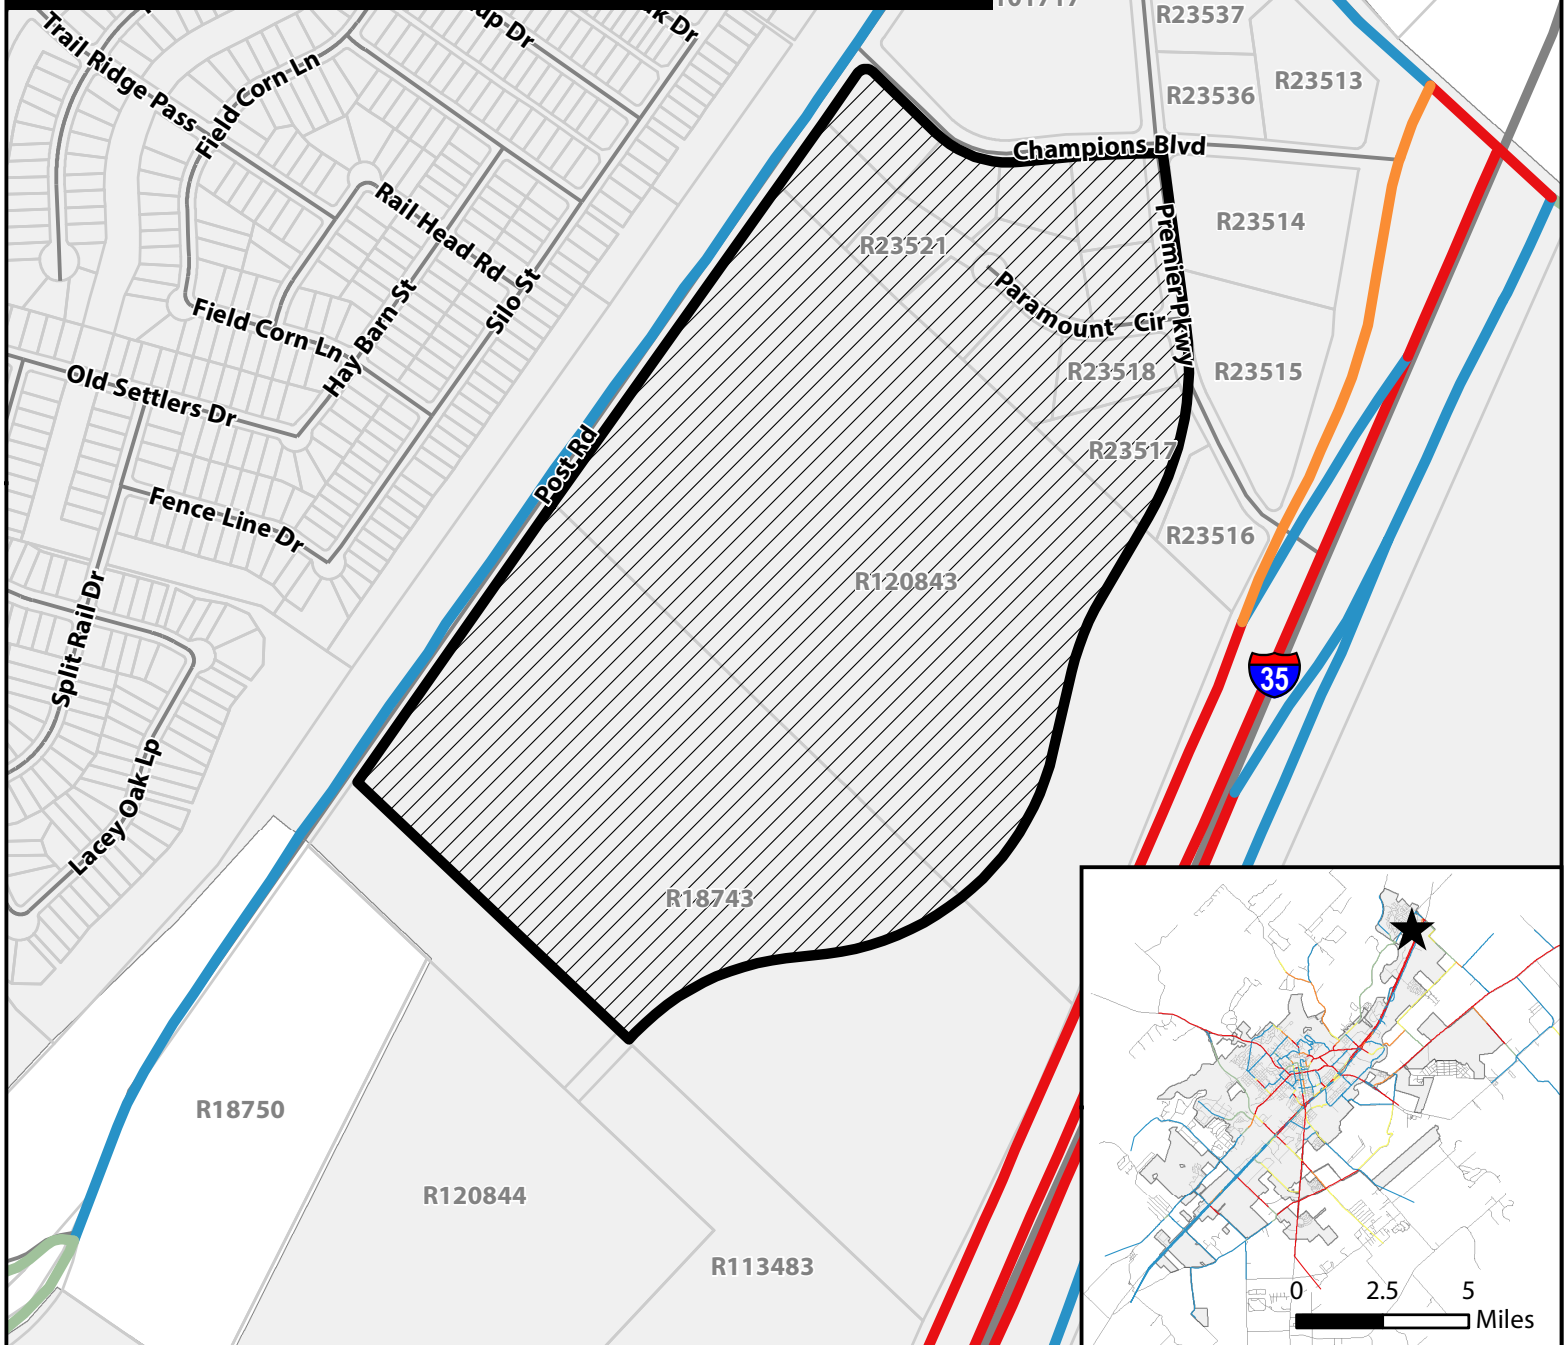 R23537
R23513
R23536
Trail Ridge Pass
Field Corn Ln
Dr
Dr
Champions Blvd
Rail Head Rd
R23514
Premier Pkwy
R23521
Silo St
Hay Barn St
Paramount Cir
Field Corn Ln
Old Settlers Dr
R23518
R23515
Post Rd
R23517
Fence Line Dr
R23516
R120843
Split Rail Dr
35
Lacey Oak Lp
R18743
R18750
R120844
R113483
0 2.5 5
Miles